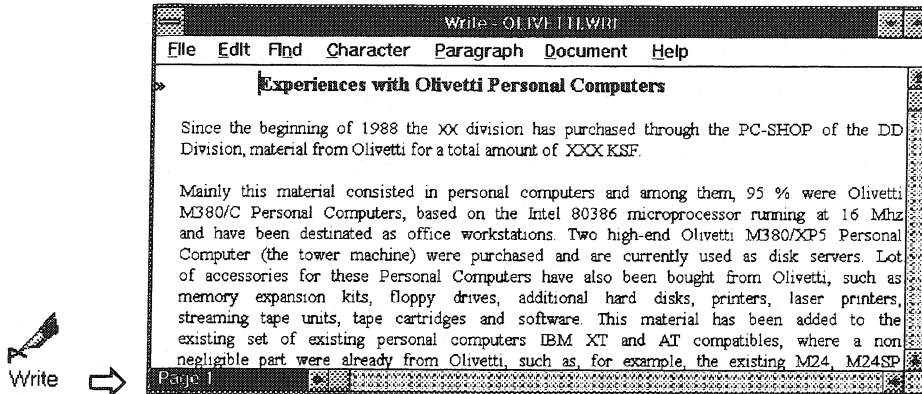 Write - OLIVETTI.WRI
File Edit Find Character Paragraph Document Help
» Experiences with Olivetti Personal Computers
Since the beginning of 1988 the xx division has purchased through the PC-SHOP of the DD
Division, material from Olivetti for a total amount of XXX KSF.
Mainly this material consisted in personal computers and among them, 95 % were Olivetti
M380/C Personal Computers, based on the Intel 80386 microprocessor running at 16 Mhz
and have been destinated as office workstations. Two high-end Olivetti M380/XP5 Personal
Computer (the tower machine) were purchased and are currently used as disk servers. Lot
of accessories for these Personal Computers have also been bought from Olivetti, such as
memory expansion kits, floppy drives, additional hard disks, printers, laser printers,
streaming tape units, tape cartridges and software. This material has been added to the
existing set of existing personal computers IBM XT and AT compatibles, where a non
negligible part were already from Olivetti, such as, for example, the existing M24, M24SP
Page 1
Write